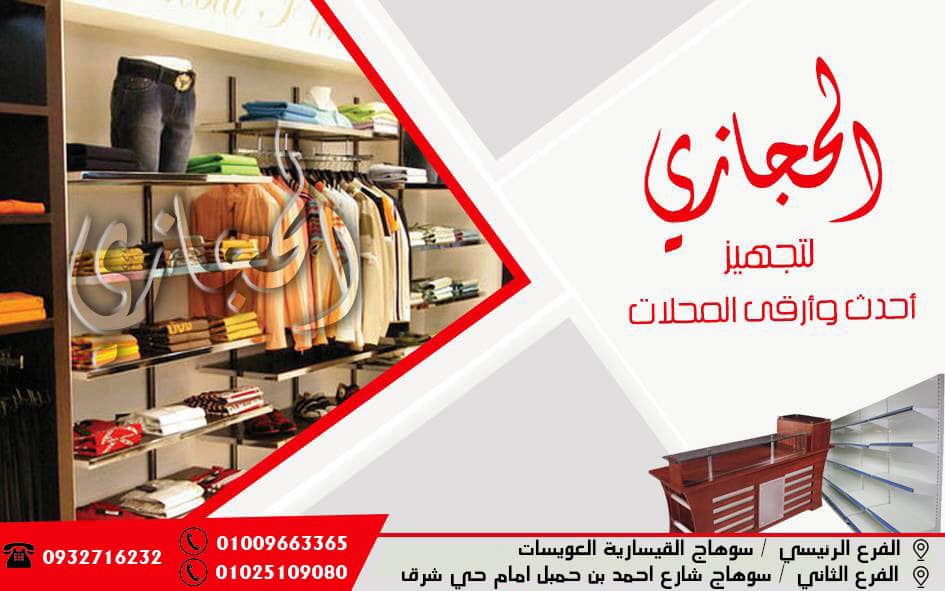 الحجازي
لتجهيز
أحدث وأرقى المحلات
الحجازي
الفرع الرئيسي / سوهاج القيسارية العويسات
الفرع الثاني / سوهاج شارع احمد بن حمبل امام حي شرق
01009663365
01025109080
0932716232